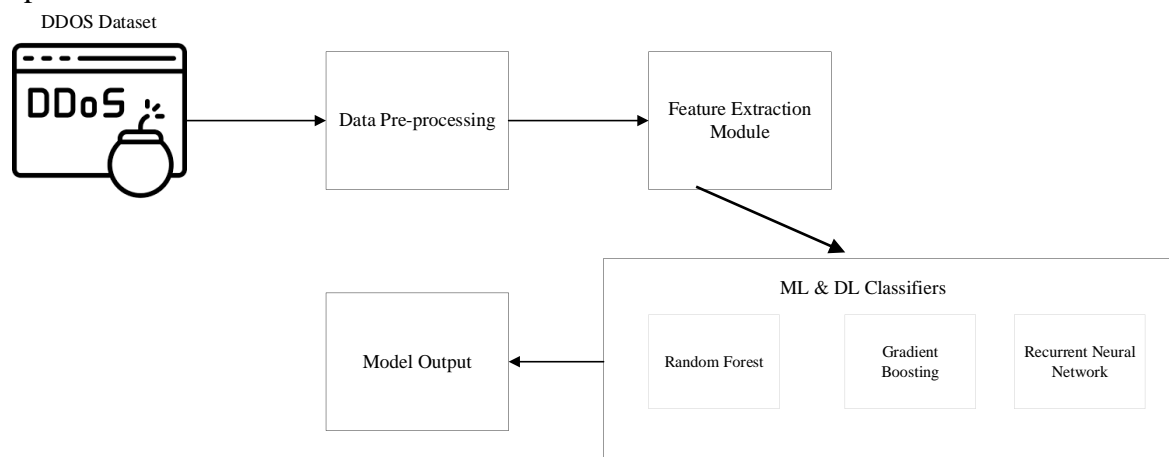 DDOS Dataset
DDoS
Data Pre-processing
Feature Extraction
Module
ML & DL Classifiers
Random Forest
Gradient
Boosting
Recurrent Neural
Network
Model Output